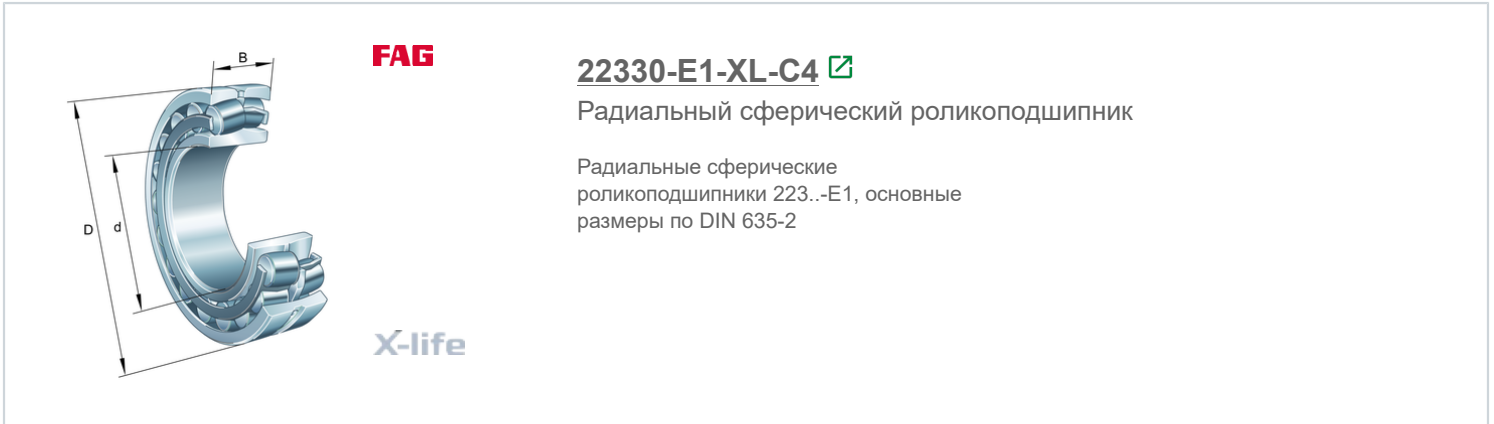 B
FAG
D
d
X-life
22330-E1-XL-C4
Радиальный сферический роликоподшипник
Радиальные сферические
роликоподшипники 223..-E1, основные
размеры по DIN 635-2